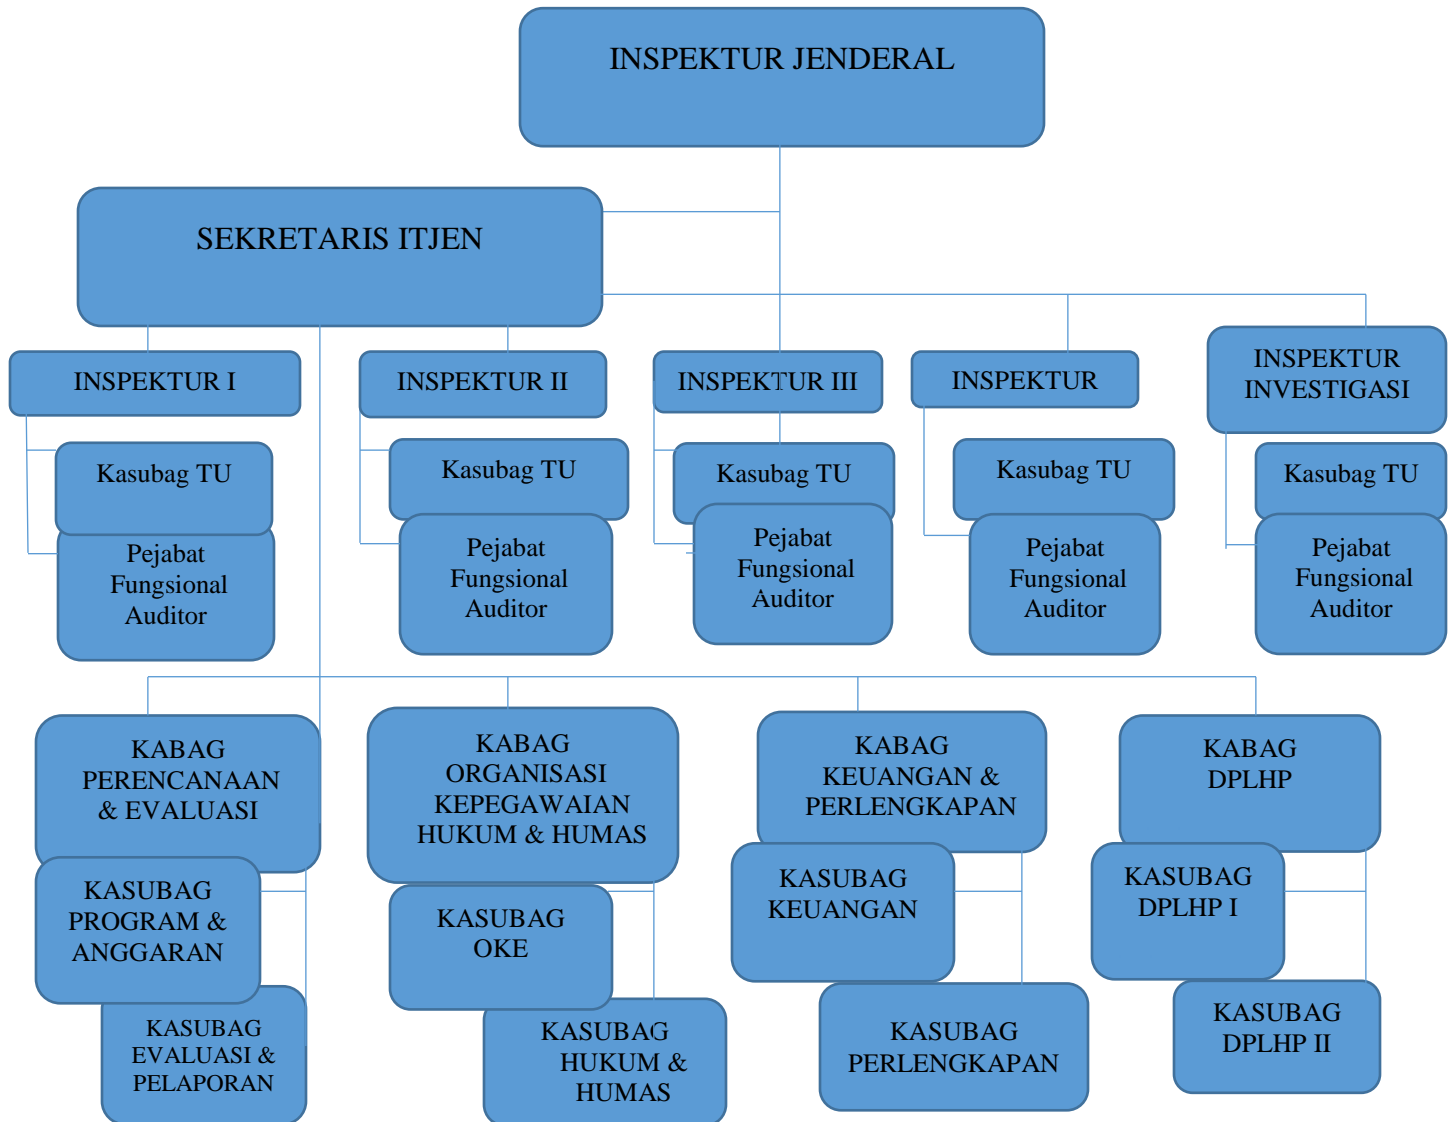 INSPEKTUR JENDERAL
SEKRETARIS ITJEN
INSPEKTUR I
INSPEKTUR II
INSPEKTUR III
INSPEKTUR
INSPEKTUR
INVESTIGASI
Kasubag TU
Kasubag TU
Kasubag TU
Kasubag TU
Kasubag TU
Pejabat
Fungsional
Auditor
Pejabat
Fungsional
Auditor
Pejabat
Fungsional
Auditor
Pejabat
Fungsional
Auditor
Pejabat
Fungsional
Auditor
KABAG
PERENCANAAN
& EVALUASI
KABAG
ORGANISASI
KEPEGAWAIAN
HUKUM & HUMAS
KABAG
KEUANGAN &
PERLENGKAPAN
KABAG
DPLHP
KASUBAG
PROGRAM &
ANGGARAN
KASUBAG
OKE
KASUBAG
KEUANGAN
KASUBAG
DPLHP I
KASUBAG
EVALUASI &
PELAPORAN
KASUBAG
HUKUM &
HUMAS
KASUBAG
PERLENGKAPAN
KASUBAG
DPLHP II